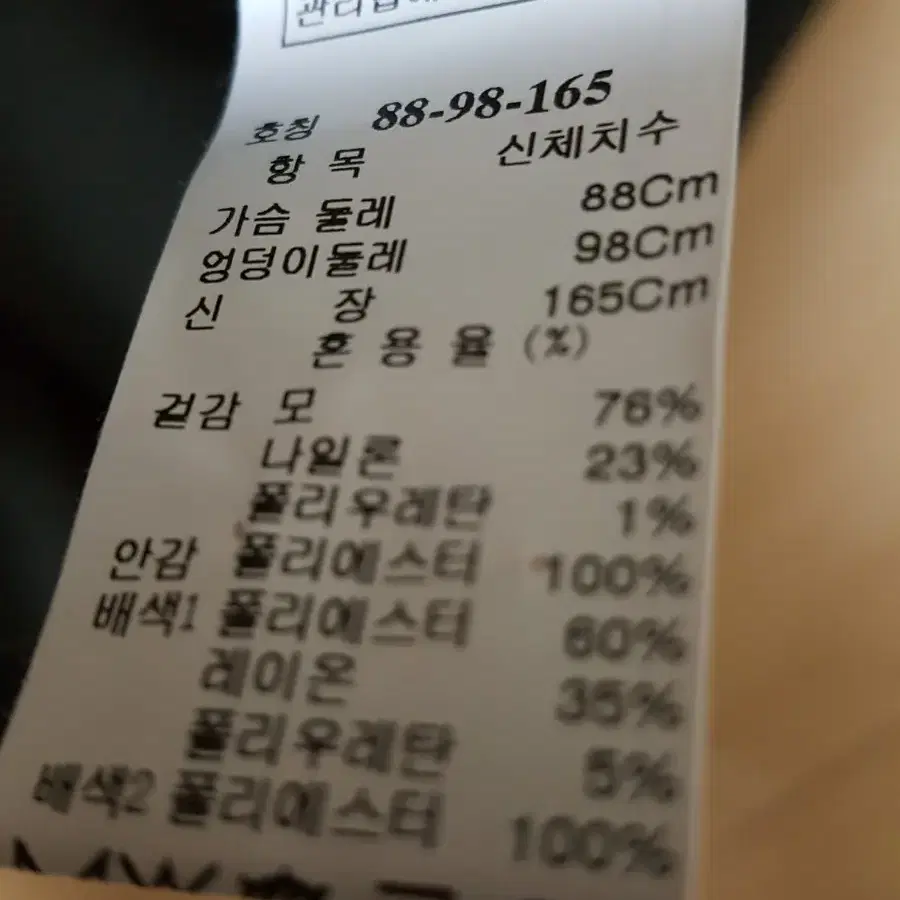 호칭 88-98-165
항 목 신체치수
가슴 둘레 88Cm
엉덩이둘레 98Cm
신 장 165Cm
혼 용 율 (%)
겉감 모 76%
나일론 23%
폴리우레탄 1%
안감 폴리에스터 100%
배색1 폴리에스터 60%
레이온 35%
폴리우레탄 5%
배색2 폴리에스터 100%